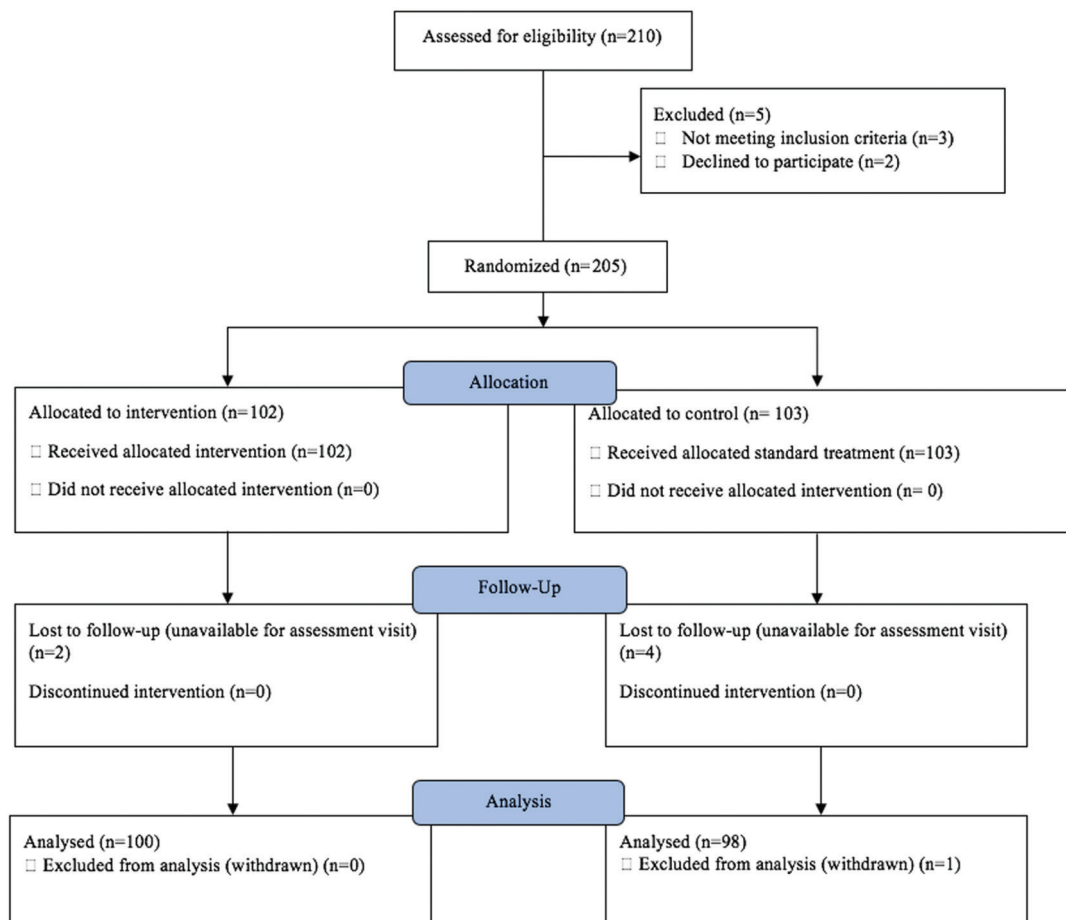 Assessed for eligibility (n=210)
Excluded (n=5)
□ Not meeting inclusion criteria (n=3)
□ Declined to participate (n=2)
Randomized (n=205)
Allocation
Allocated to intervention (n=102)
□ Received allocated intervention (n=102)
□ Did not receive allocated intervention (n=0)
Allocated to control (n= 103)
□ Received allocated standard treatment (n=103)
□ Did not receive allocated intervention (n= 0)
Follow-Up
Lost to follow-up (unavailable for assessment visit)
(n=2)
Discontinued intervention (n=0)
Lost to follow-up (unavailable for assessment visit)
(n=4)
Discontinued intervention (n=0)
Analysis
Analysed (n=100)
□ Excluded from analysis (withdrawn) (n=0)
Analysed (n=98)
□ Excluded from analysis (withdrawn) (n=1)